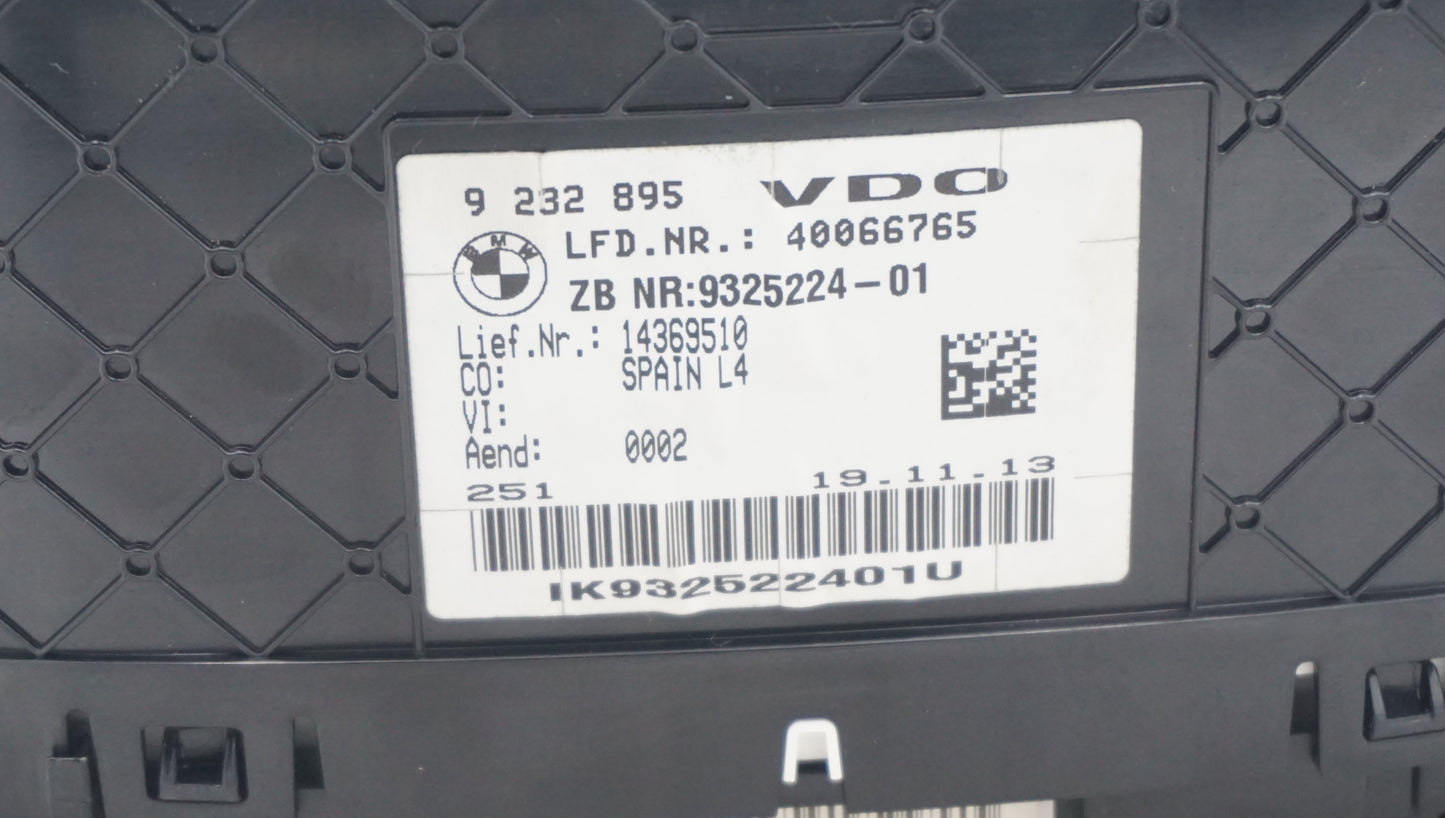 9 232 895 VDO
BMW
LFD.NR.: 40066765
ZB NR:9325224-01
Lief.Nr.: 14369510
CO: SPAIN L4
VI:
Aend: 0002
251 19.11.13
IK932522401U